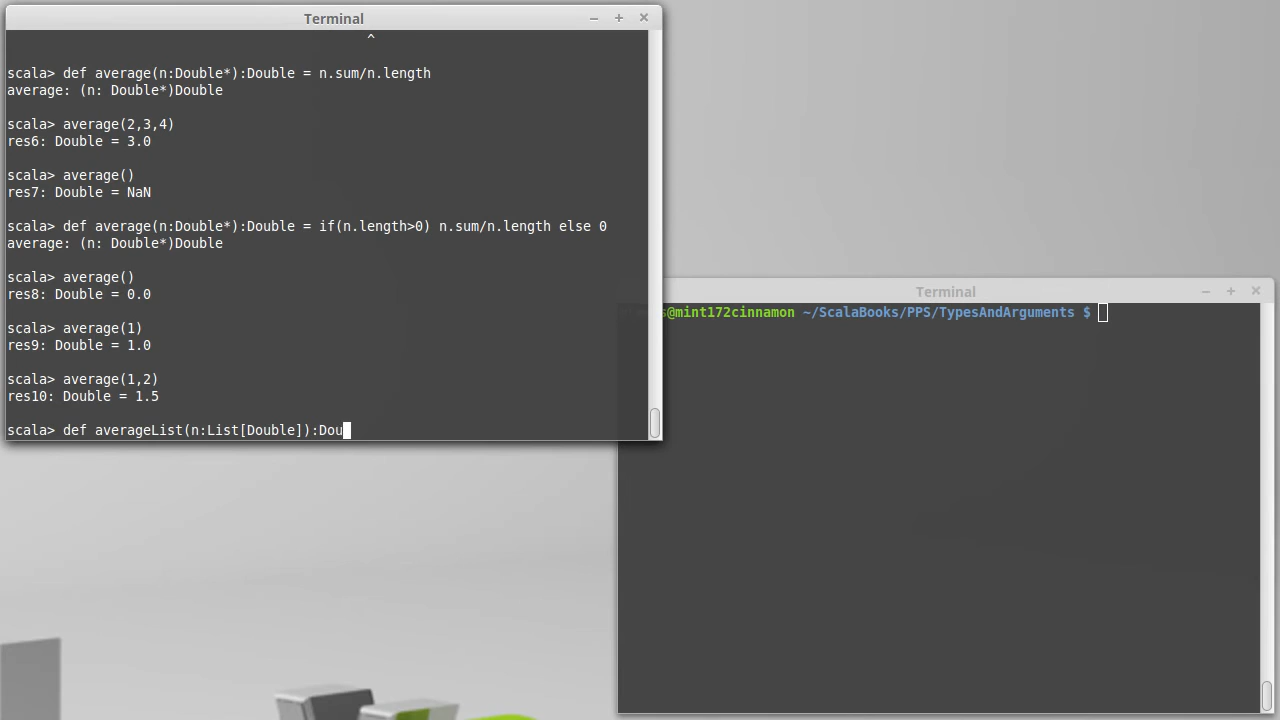 Terminal
^
scala> def average(n:Double*):Double = n.sum/n.length
average: (n: Double*)Double
scala> average(2,3,4)
res6: Double = 3.0
scala> average()
res7: Double = NaN
scala> def average(n:Double*):Double = if(n.length>0) n.sum/n.length else 0
average: (n: Double*)Double
scala> average()
res8: Double = 0.0
scala> average(1)
res9: Double = 1.0
scala> average(1,2)
res10: Double = 1.5
scala> def averageList(n:List[Double]):Dou
Terminal
s@mint172cinnamon ~/ScalaBooks/PPS/TypesAndArguments $